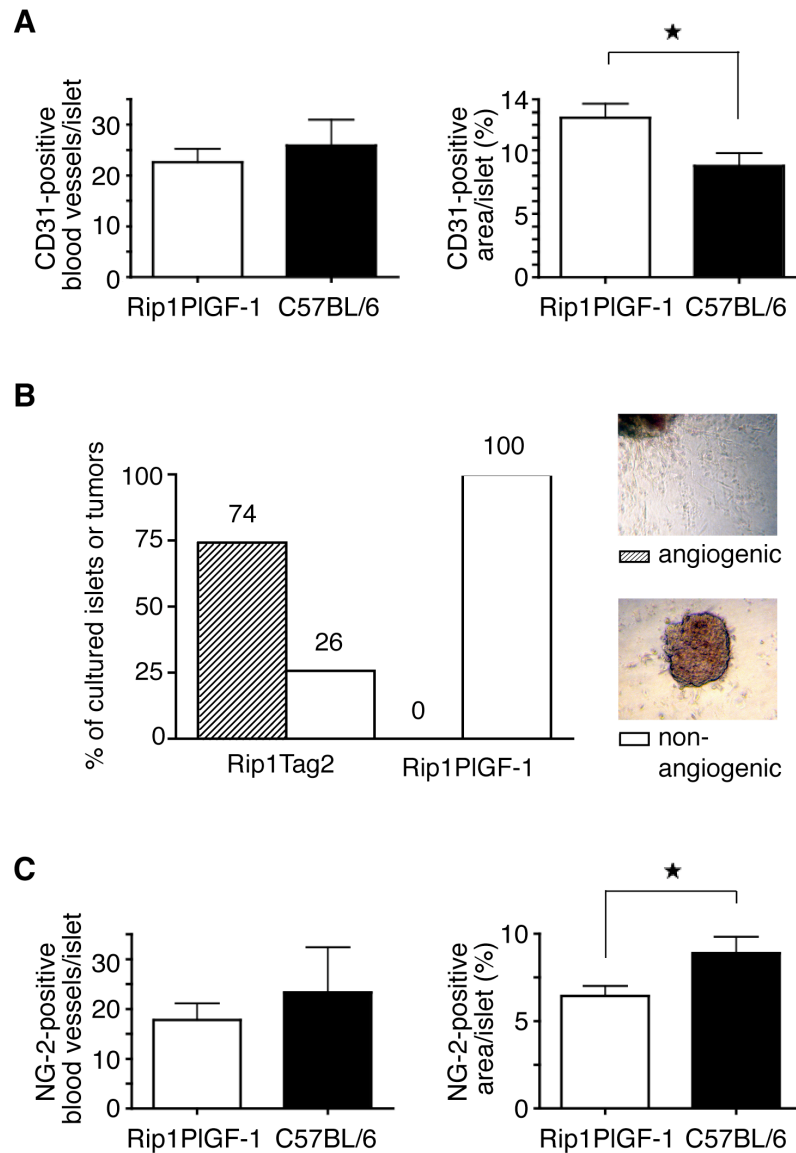 A
CD31-positive
blood vessels/islet
30
20
10
0
Rip1PlGF-1 C57BL/6
★
CD31-positive
area/islet (%)
14
10
5
0
Rip1PlGF-1 C57BL/6
B
% of cultured islets or tumors
100
75
50
25
0
74
26
0
100
Rip1Tag2
Rip1PlGF-1
angiogenic
non-
angiogenic
C
NG-2-positive
blood vessels/islet
30
20
10
0
Rip1PlGF-1 C57BL/6
★
NG-2-positive
area/islet (%)
10
5
0
Rip1PlGF-1 C57BL/6